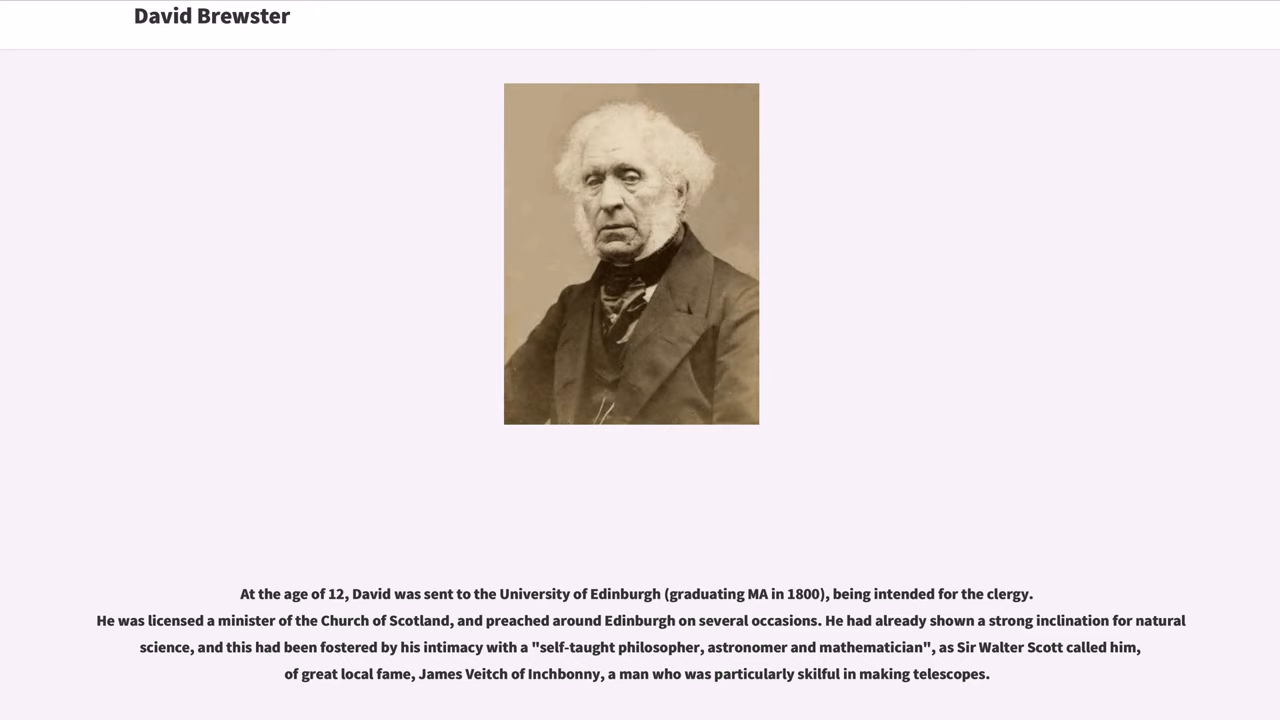 David Brewster
At the age of 12, David was sent to the University of Edinburgh (graduating MA in 1800), being intended for the clergy.
He was licensed a minister of the Church of Scotland, and preached around Edinburgh on several occasions. He had already shown a strong inclination for natural
science, and this had been fostered by his intimacy with a "self-taught philosopher, astronomer and mathematician", as Sir Walter Scott called him,
of great local fame, James Veitch of Inchbonny, a man who was particularly skilful in making telescopes.